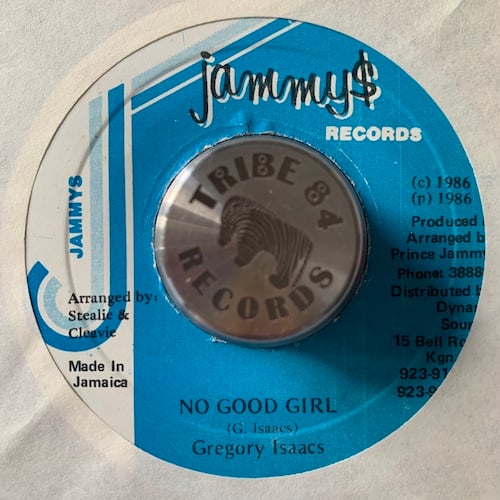 jammy$
RECORDS
JAMMYS
TRIBE 84
RECORDS
(c) 1986
(p) 1986
Produced
Arranged b
Prince Jammy
Phone: 3888
Distributed b
Dynam
Soun
15 Bell Ro
Kgn
923-91
923-9
Arranged by:
Stealie &
Cleavie
Made In
Jamaica
NO GOOD GIRL
(G. Isaacs)
Gregory Isaacs